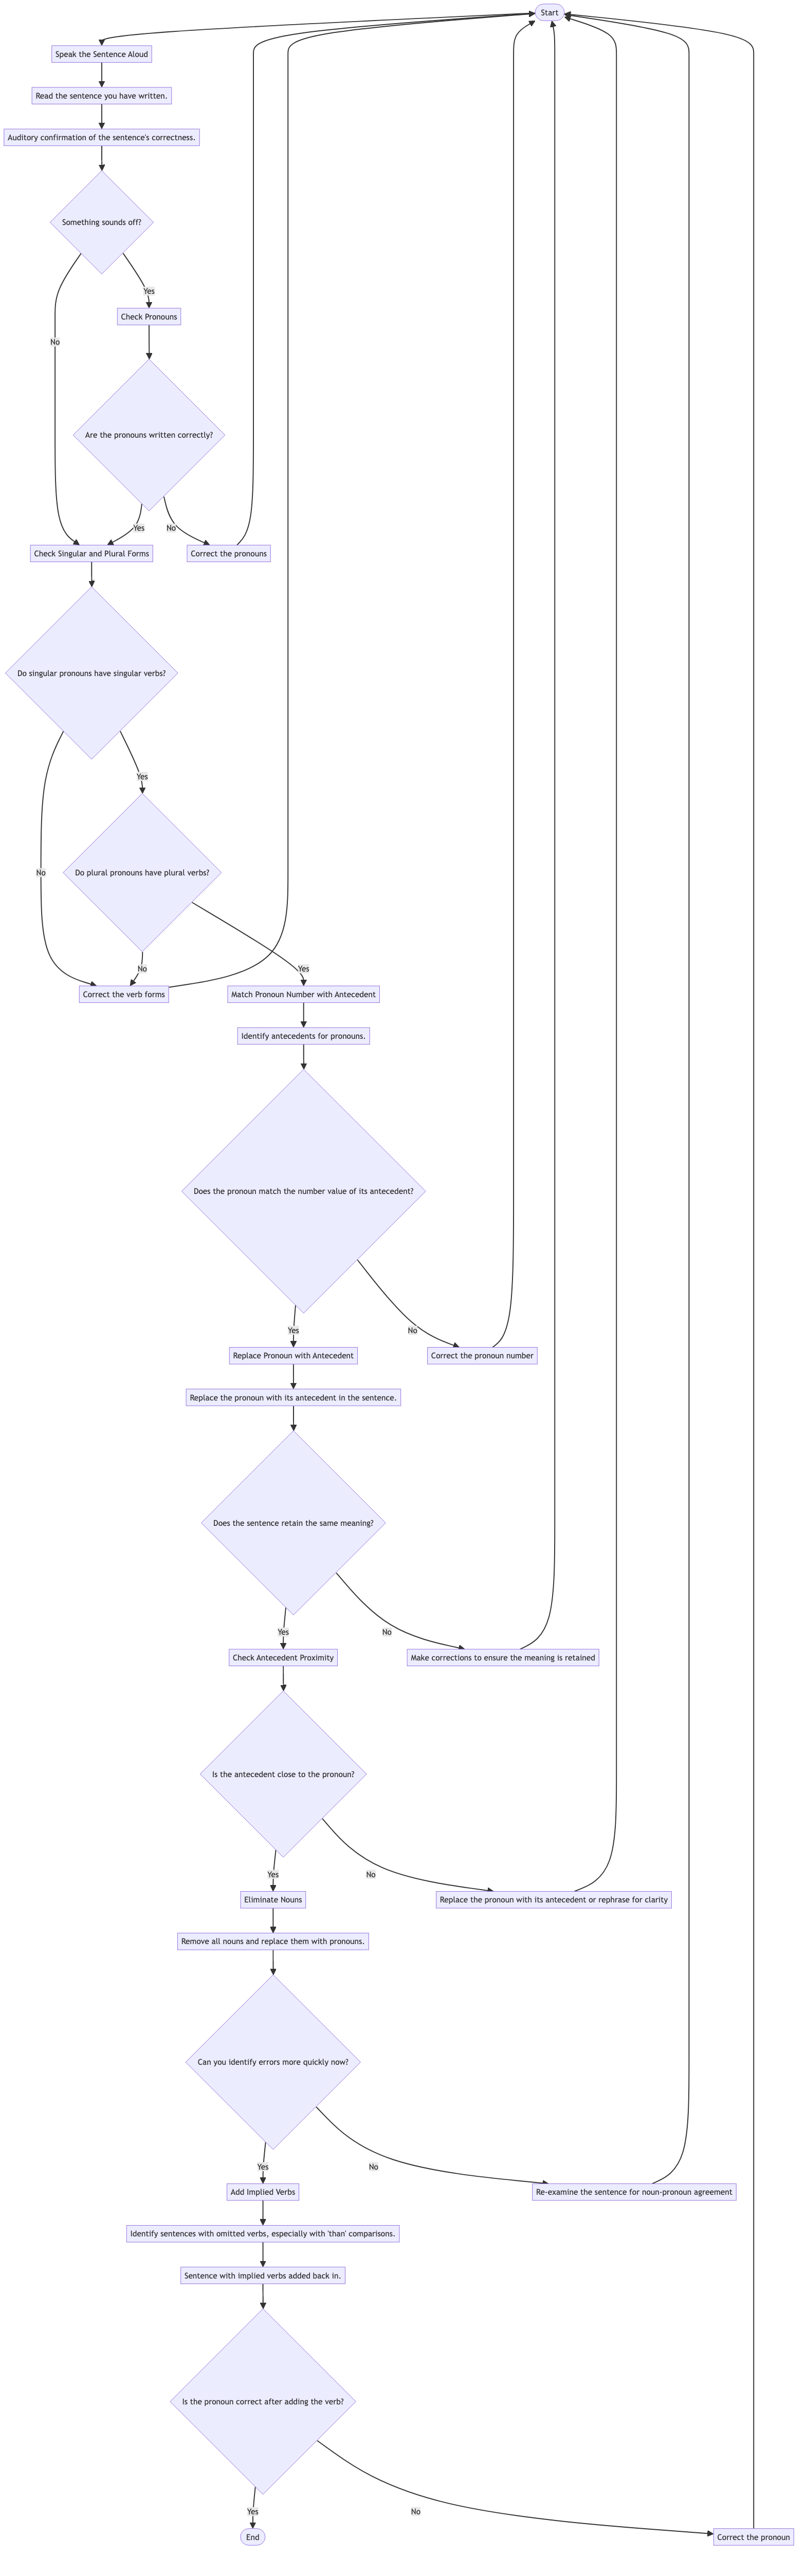 Start
Speak the Sentence Aloud
Read the sentence you have written.
Auditory confirmation of the sentence's correctness.
Something sounds off?
Yes
Check Pronouns
No
Are the pronouns written correctly?
Yes
No
Check Singular and Plural Forms
Correct the pronouns
Do singular pronouns have singular verbs?
Yes
No
Do plural pronouns have plural verbs?
No
Yes
Correct the verb forms
Match Pronoun Number with Antecedent
Identify antecedents for pronouns.
Does the pronoun match the number value of its antecedent?
Yes
No
Replace Pronoun with Antecedent
Correct the pronoun number
Replace the pronoun with its antecedent in the sentence.
Does the sentence retain the same meaning?
Yes
No
Check Antecedent Proximity
Make corrections to ensure the meaning is retained
Is the antecedent close to the pronoun?
Yes
No
Eliminate Nouns
Replace the pronoun with its antecedent or rephrase for clarity
Remove all nouns and replace them with pronouns.
Can you identify errors more quickly now?
Yes
No
Add Implied Verbs
Re-examine the sentence for noun-pronoun agreement
Identify sentences with omitted verbs, especially with 'than' comparisons.
Sentence with implied verbs added back in.
Is the pronoun correct after adding the verb?
Yes
No
End
Correct the pronoun